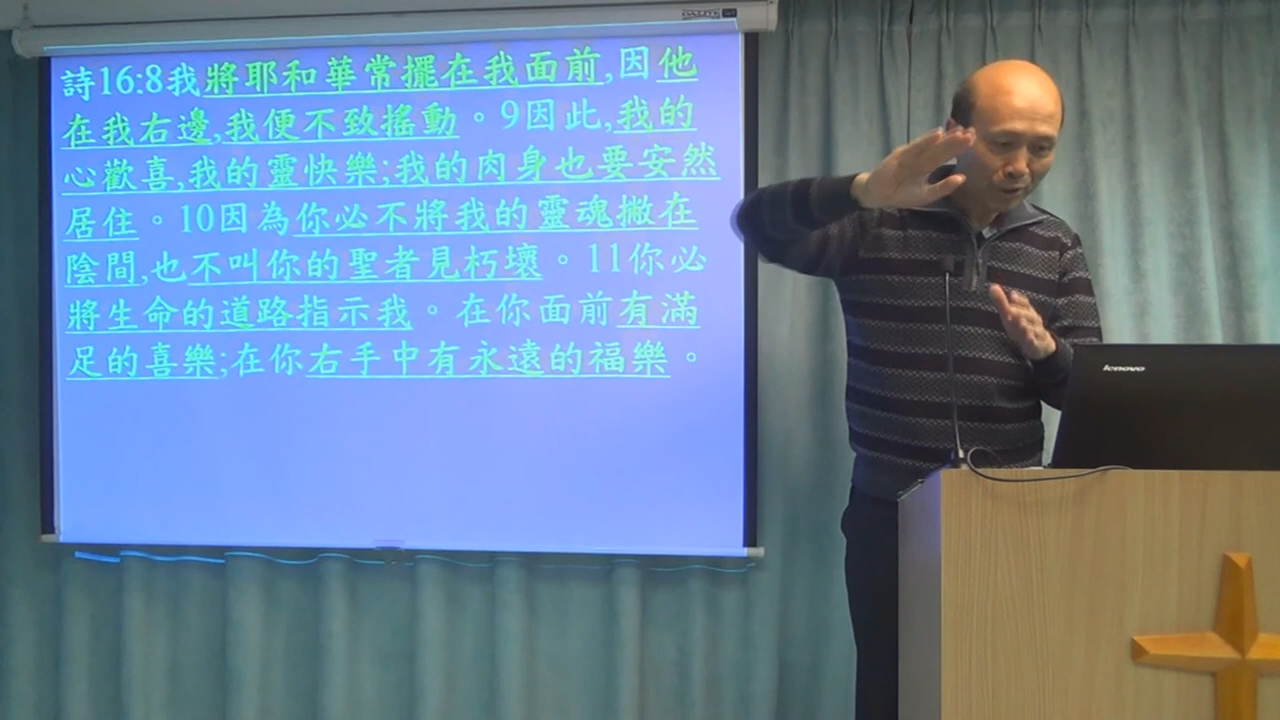 詩16:8我將耶和華常擺在我面前,因他
在我右邊,我便不致搖動。9因此,我的
心歡喜,我的靈快樂;我的肉身也要安然
居住。10因為你必不將我的靈魂撇在
陰間,也不叫你的聖者見朽壞。11你必
將生命的道路指示我。在你面前有滿
足的喜樂;在你右手中有永遠的福樂。
lenovo